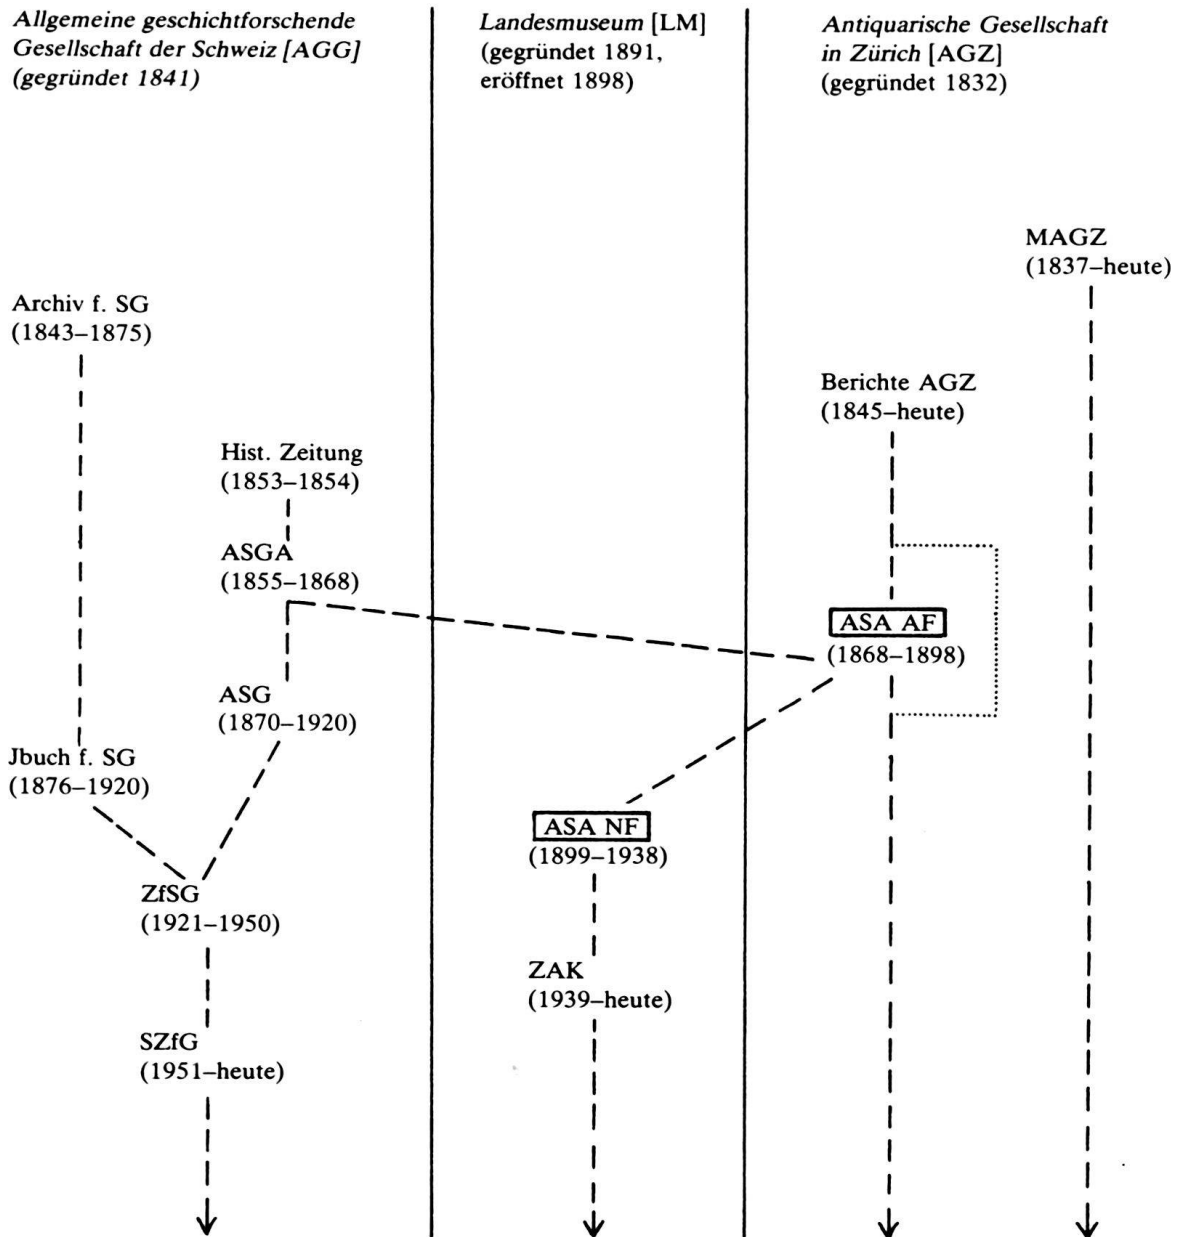 Allgemeine geschichtforschende
Gesellschaft der Schweiz [AGG]
(gegründet 1841)
Landesmuseum [LM]
(gegründet 1891,
eröffnet 1898)
Antiquarische Gesellschaft
in Zürich [AGZ]
(gegründet 1832)
MAGZ
(1837–heute)
Archiv f. SG
(1843–1875)
Berichte AGZ
(1845–heute)
Hist. Zeitung
(1853–1854)
ASGA
(1855–1868)
ASA AF
(1868–1898)
ASG
(1870–1920)
Jbuch f. SG
(1876–1920)
ASA NF
(1899–1938)
ZfSG
(1921–1950)
ZAK
(1939–heute)
SZfG
(1951–heute)